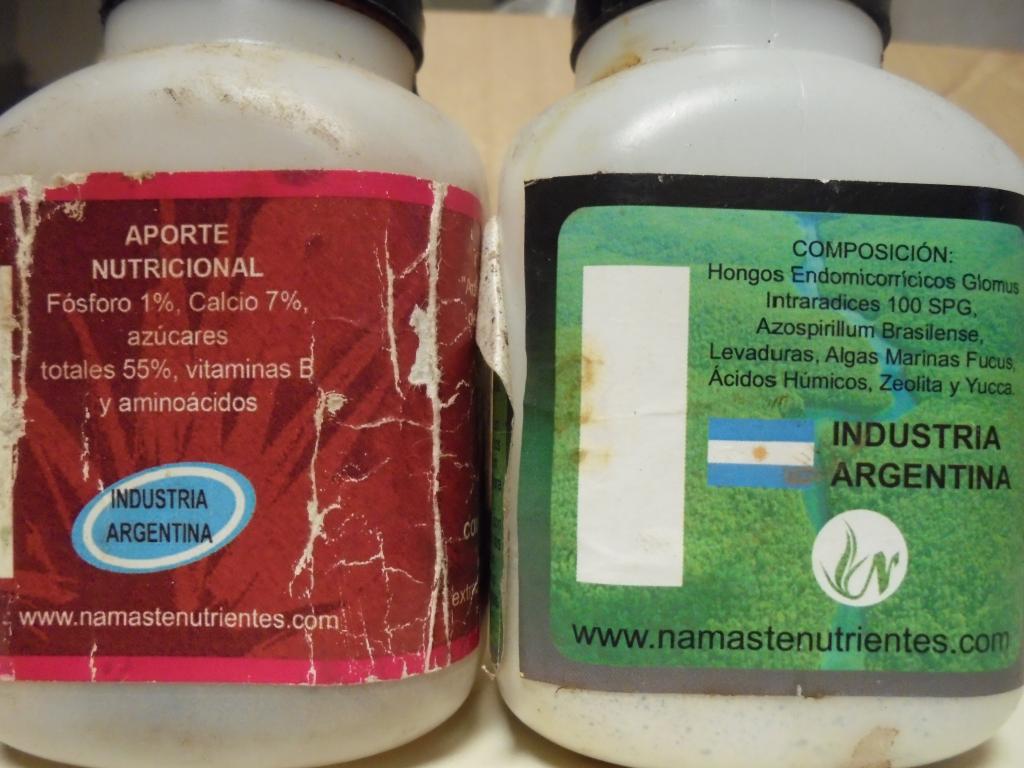 APORTE
NUTRICIONAL
Fósforo 1%, Calcio 7%,
azúcares
totales 55%, vitaminas B
y aminoácidos
INDUSTRIA
ARGENTINA
www.namastenutrientes.com
COMPOSICIÓN:
Hongos Endomicorrícicos Glomus
Intraradices 100 SPG,
Azospirillum Brasilense,
Levaduras, Algas Marinas Fucus,
Ácidos Húmicos, Zeolita y Yucca.
INDUSTRIA
ARGENTINA
N
www.namastenutrientes.com